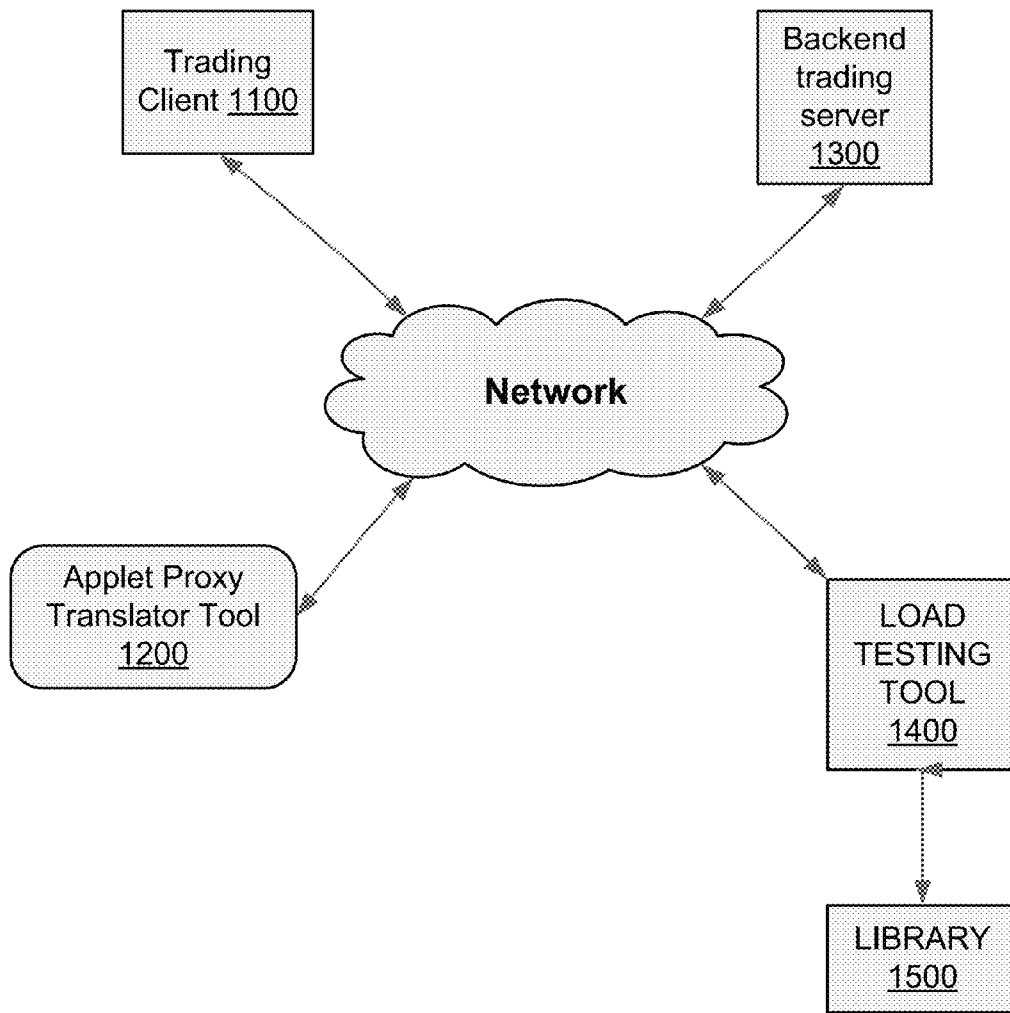 Trading
Client 1100
Backend
trading
server
1300
Network
Applet Proxy
Translator Tool
1200
LOAD
TESTING
TOOL
1400
LIBRARY
1500